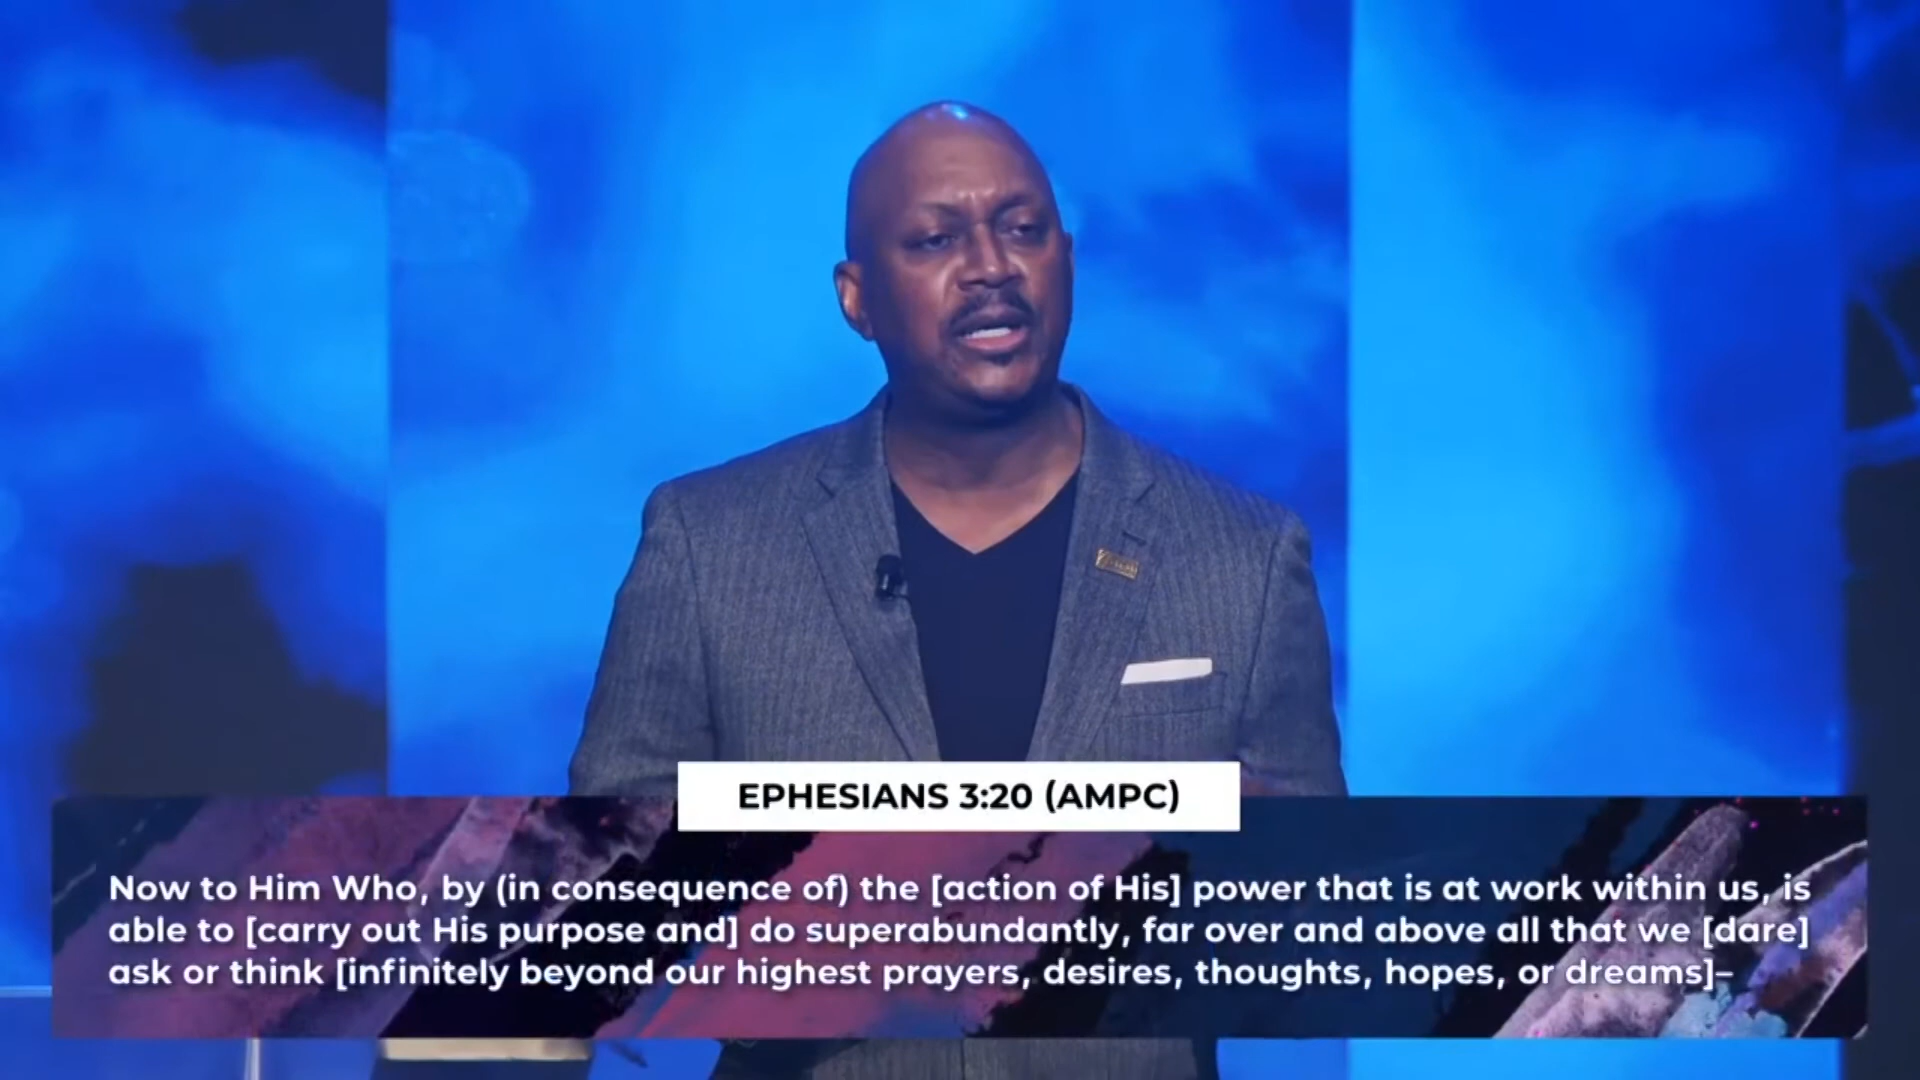 EPHESIANS 3:20 (AMPC)
Now to Him Who, by (in consequence of) the [action of His] power that is at work within us, is
able to [carry out His purpose and] do superabundantly, far over and above all that we [dare]
ask or think [infinitely beyond our highest prayers, desires, thoughts, hopes, or dreams]–